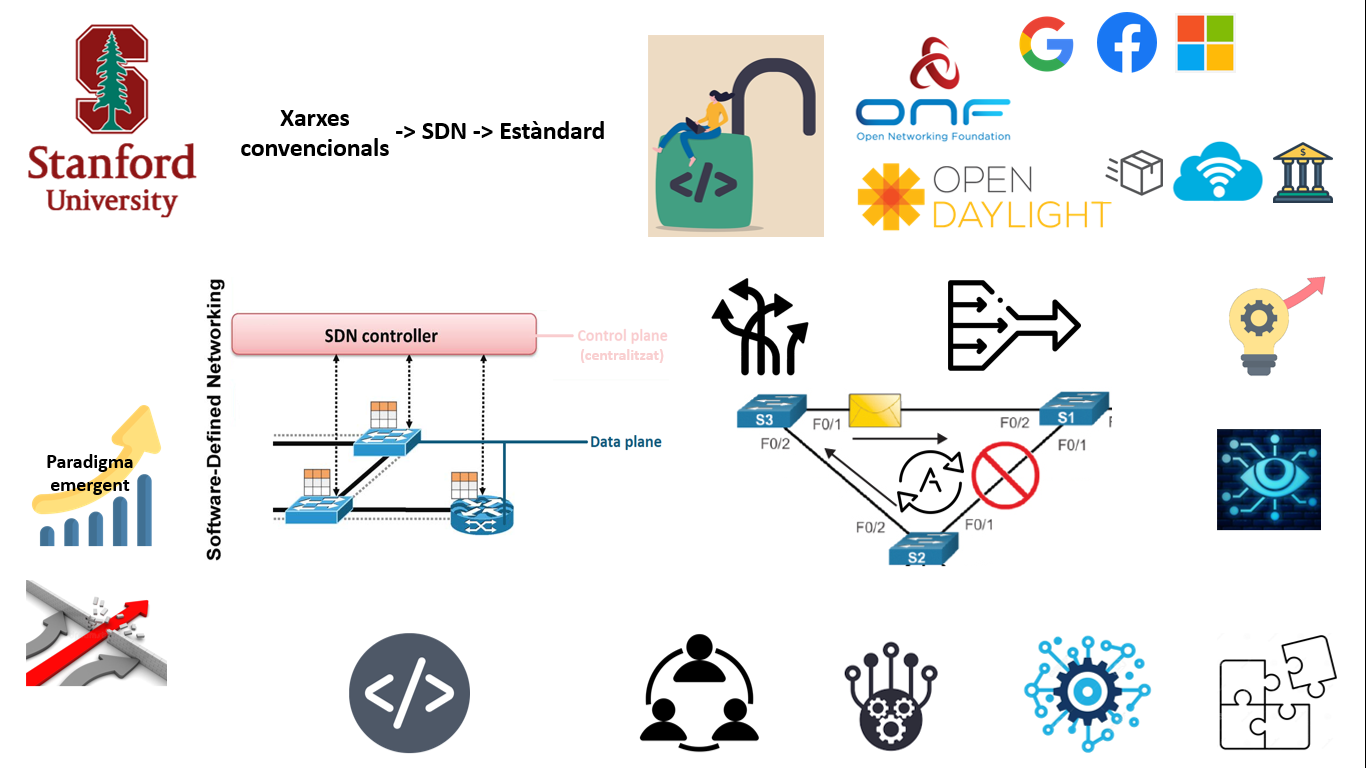 Stanford
University
Xarxes
convencionals
-> SDN -> Estàndard
</>
ONF
Open Networking Foundation
OPEN
DAYLIGHT
$
Software-Defined Networking
SDN controller
Control plane
(centralitzat)
Data plane
Paradigma
emergent
S3
F0/1
F0/2
S1
F0/2
F0/1
F0/2
F0/1
S2
</>